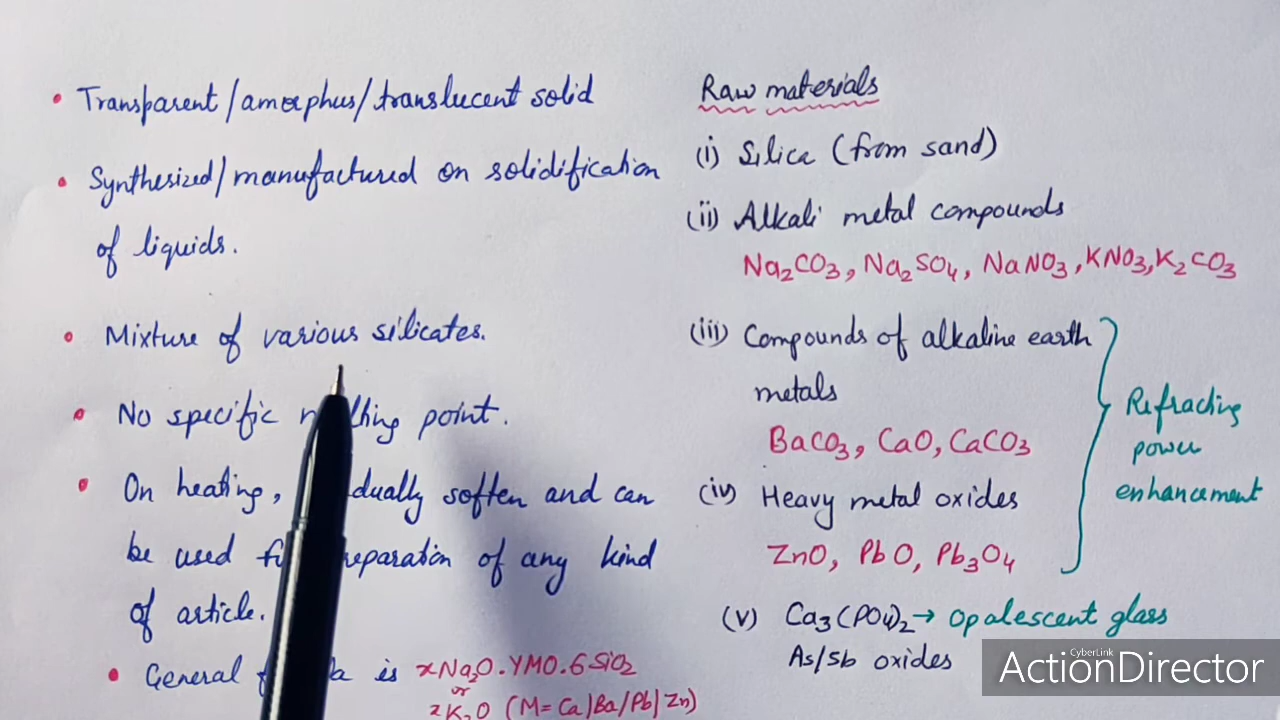 • Transparent/amorphus/translucent solid
• Synthesized/manufactured on solidification
of liquids.
• Mixture of various silicates.
• No specific point.
• On heating, soften and can
be used of any kind
of article.
• General is xNa2O.YMO.6SiO2
or
zK2O (M=Ca/Ba/Pb/Zn)
Raw materials
(i) Silica (from sand)
(ii) Alkali metal compounds
Na2CO3, Na2SO4, NaNO3, KNO3, K2CO3
(iii) Compounds of alkaline earth
metals
BaCO3, CaO, CaCO3
(iv) Heavy metal oxides
ZnO, PbO, Pb3O4
Refracting
power
enhancement
(v) Ca3(PO4)2 → Opalescent glass
As/Sb oxides
CyberLink
ActionDirector